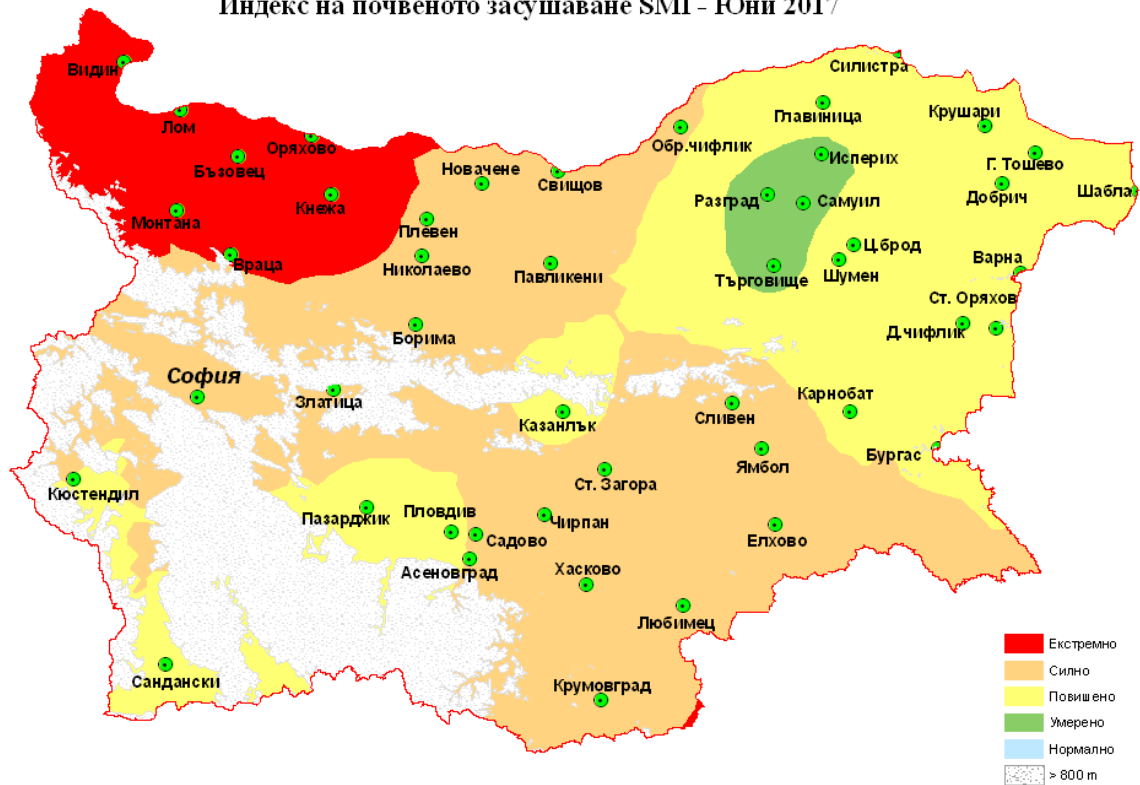 Индекс на почвеното засушаване SMI - Юни 2017
Видин
Силистра
Лом
Главиница
Крушари
Оряхово
Обр.чифлик
Бъзовец
Новачене
Свищов
Исперих
Г. Тошево
Монтана
Кнежа
Разград
Самуил
Добрич
Шабла
Плевен
Враца
Николаево
Павликени
Ц.брод
Шумен
Варна
Търговище
Ст. Оряхов
Борима
Д.чифлик
София
Златица
Казанлък
Сливен
Карнобат
Ямбол
Бургас
Кюстендил
Ст. Загора
Пазарджик
Пловдив
Чирпан
Садово
Елхово
Асеновград
Хасково
Любимец
Сандански
Крумовград
Екстремно
Силно
Повишено
Умерено
Нормално
> 800 m